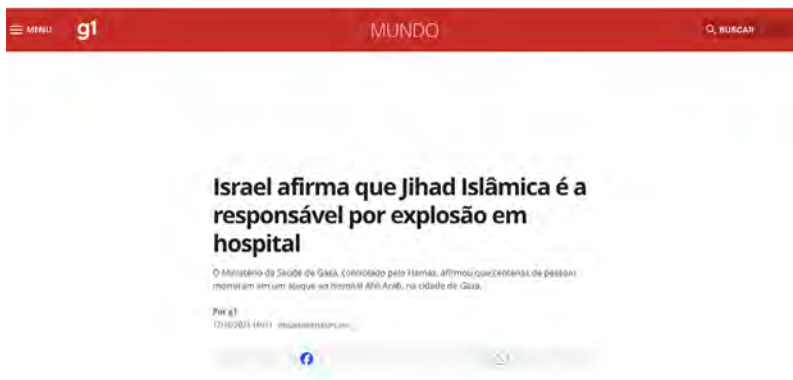 MENU g1 MUNDO BUSCAR
Israel afirma que Jihad Islâmica é a
responsável por explosão em
hospital
O Ministério da Saúde de Gaza, controlado pelo Hamas, afirmou que centenas de pessoas
morreram em um ataque ao hospital Ahli Arab, na cidade de Gaza.
Por g1